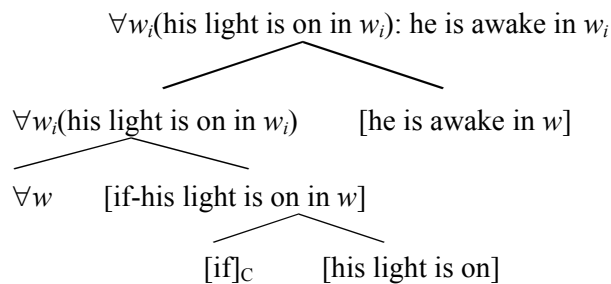 ∀wᵢ(his light is on in wᵢ): he is awake in wᵢ
∀wᵢ(his light is on in wᵢ) [he is awake in w]
∀w [if-his light is on in w]
[if]C [his light is on]